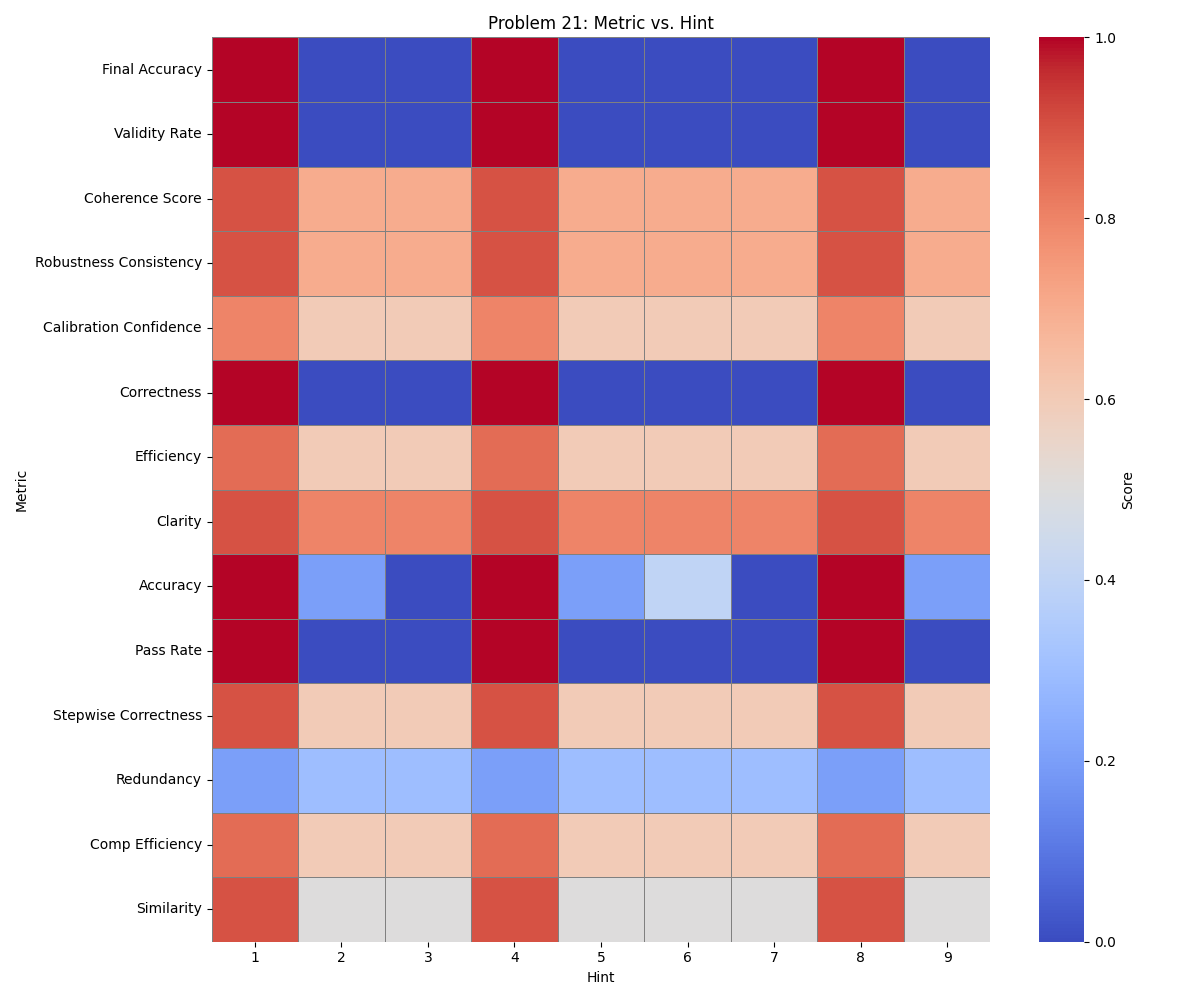 Problem 21: Metric vs. Hint
Final Accuracy
Validity Rate
Coherence Score
Robustness Consistency
Calibration Confidence
Correctness
Efficiency
Clarity
Accuracy
Pass Rate
Stepwise Correctness
Redundancy
Comp Efficiency
Similarity
Metric
1 2 3 4 5 6 7 8 9
Hint
1.0
0.8
0.6
0.4
0.2
0.0
Score